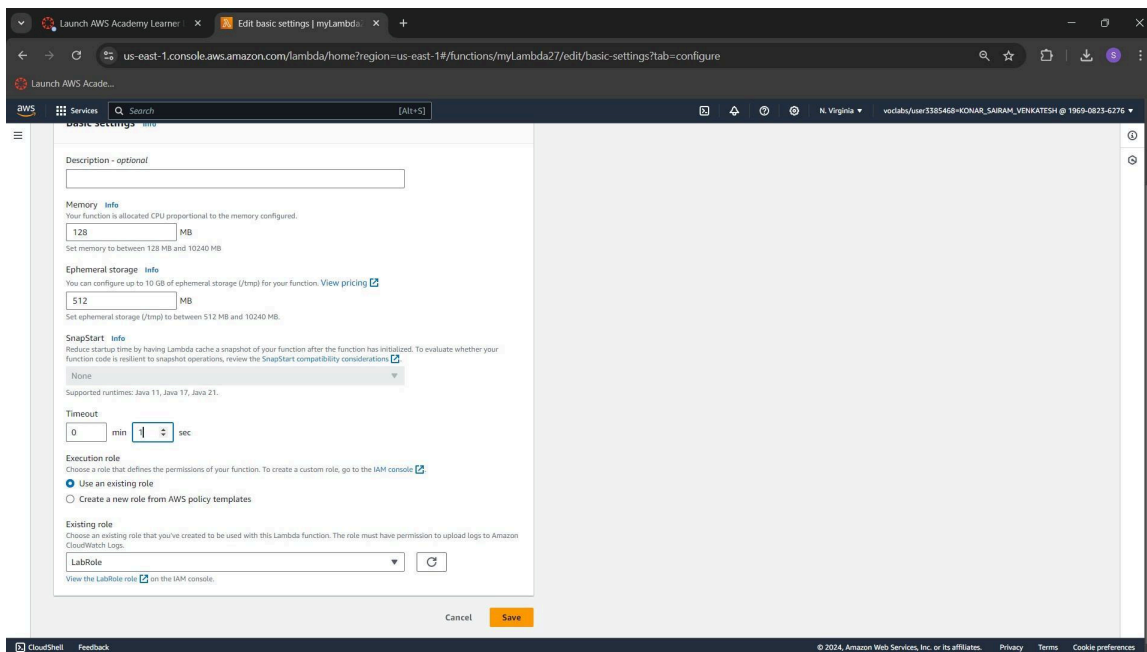 Launch AWS Academy Learner
Edit basic settings | myLambda
us-east-1.console.aws.amazon.com/lambda/home?region=us-east-1#/functions/myLambda27/edit/basic-settings?tab=configure
S
Launch AWS Acade...
aws
Services
Search
[Alt+S]
N. Virginia
voclabs/user3385468=KONAR_SAIRAM_VENKATESH @ 1969-0823-6276
Basic settings Info
Description - optional
Memory Info
Your function is allocated CPU proportional to the memory configured.
128 MB
Set memory to between 128 MB and 10240 MB
Ephemeral storage Info
You can configure up to 10 GB of ephemeral storage (/tmp) for your function. View pricing
512 MB
Set ephemeral storage (/tmp) to between 512 MB and 10240 MB.
SnapStart Info
Reduce startup time by having Lambda cache a snapshot of your function after the function has initialized. To evaluate whether your
function code is resilient to snapshot operations, review the SnapStart compatibility considerations.
None
Supported runtimes: Java 11, Java 17, Java 21.
Timeout
0 min 1 sec
Execution role
Choose a role that defines the permissions of your function. To create a custom role, go to the IAM console.
Use an existing role
Create a new role from AWS policy templates
Existing role
Choose an existing role that you've created to be used with this Lambda function. The role must have permission to upload logs to Amazon
CloudWatch Logs.
LabRole
View the LabRole role on the IAM console.
Cancel Save
CloudShell Feedback © 2024, Amazon Web Services, Inc. or its affiliates. Privacy Terms Cookie preferences